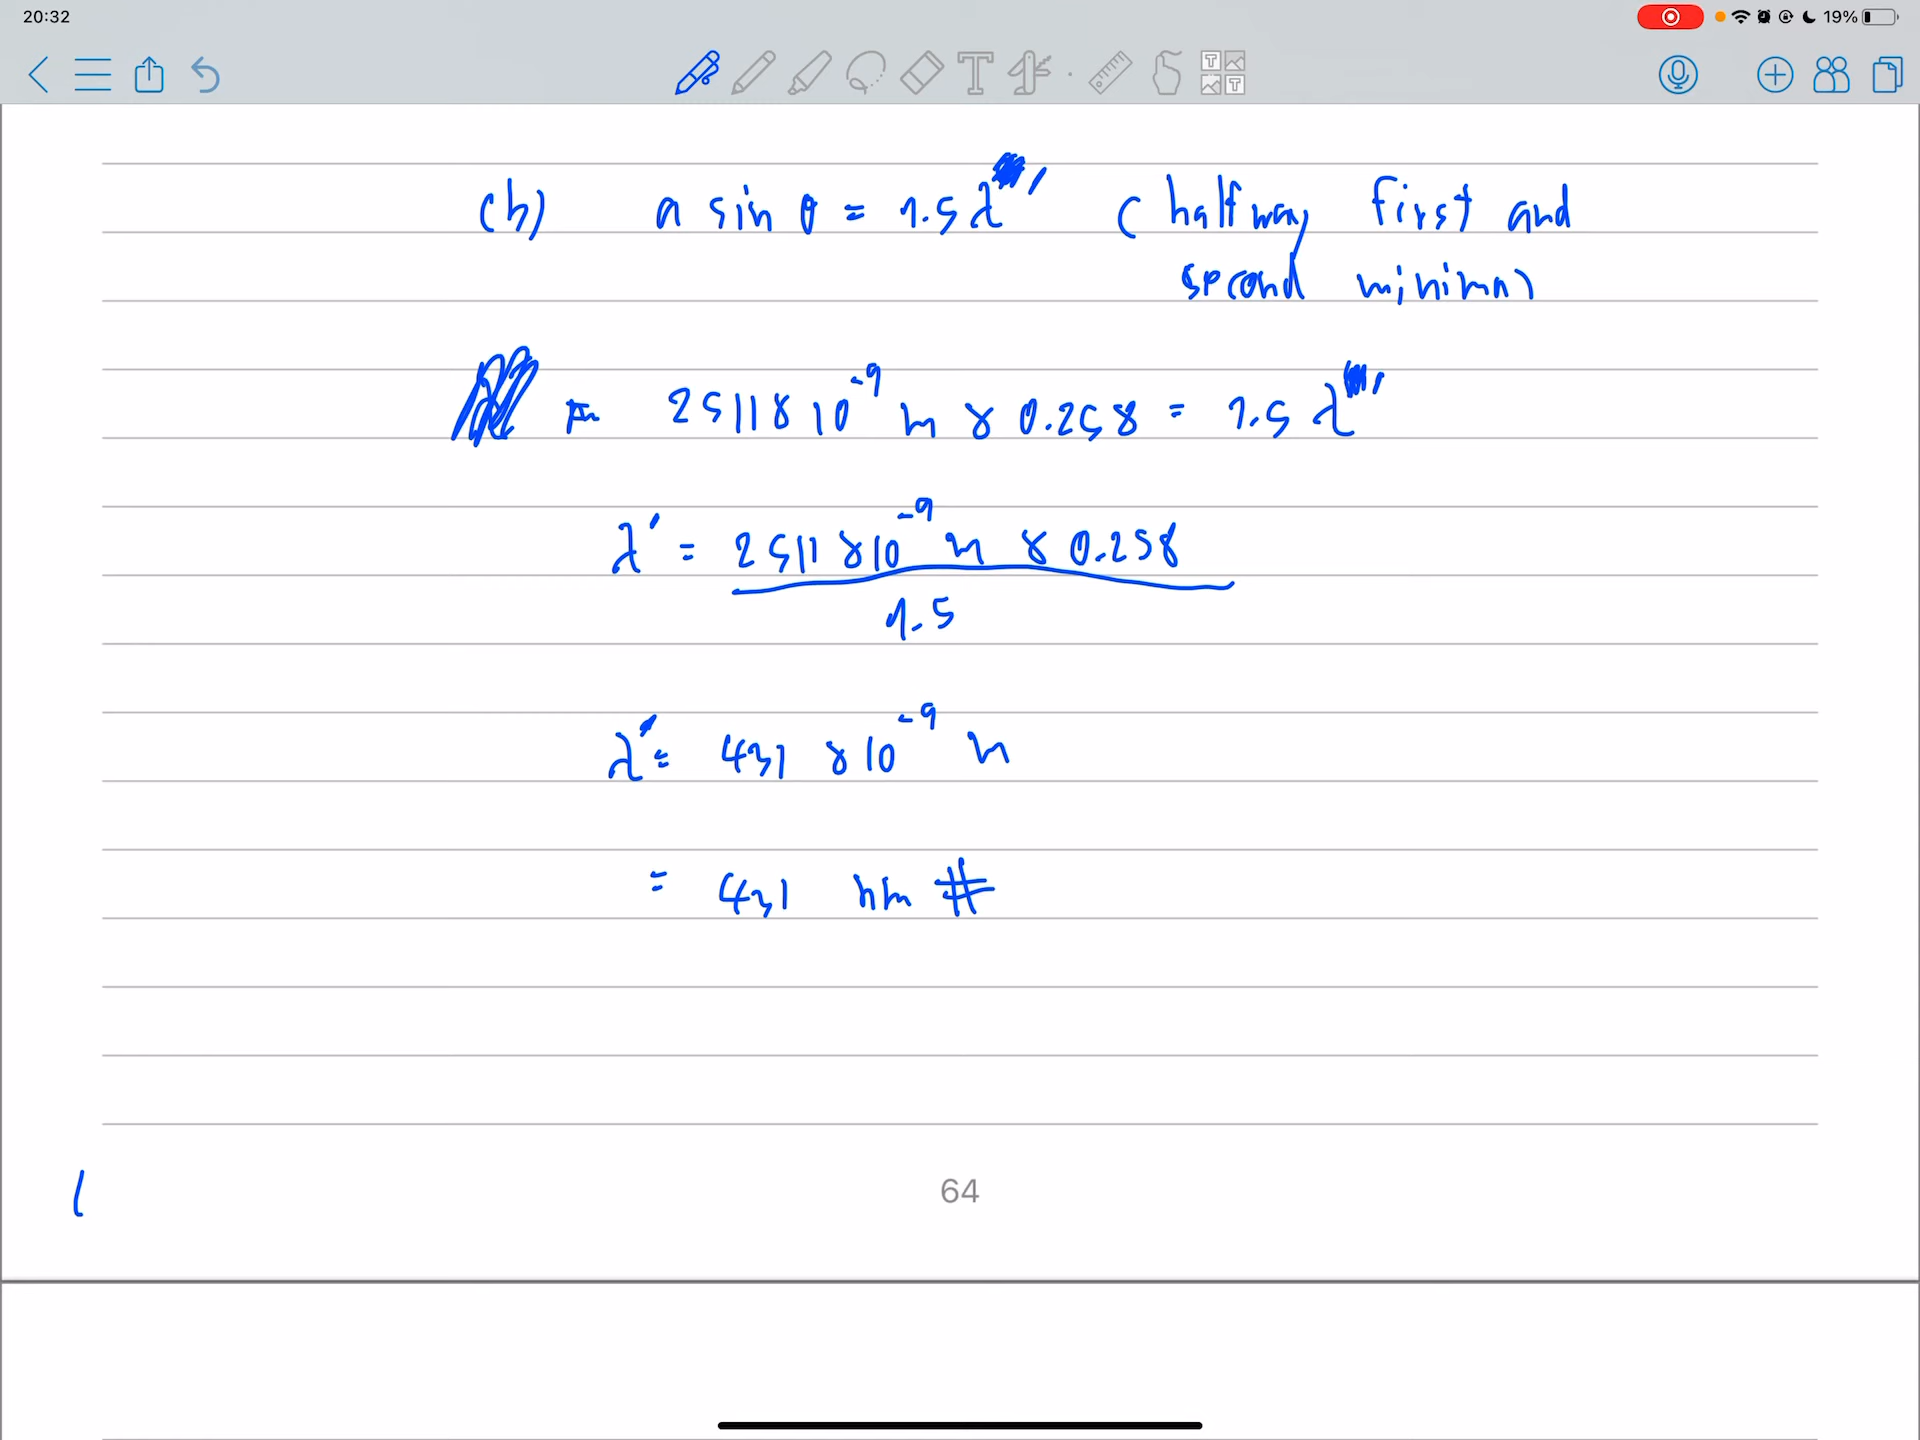 20:32
19%
(b) a sin θ = 1.5 λ' ( halfway first and
second minima)
2511 x 10⁻⁹ m x 0.258 = 1.5 λ'
λ' = 2511 x 10⁻⁹ m x 0.258
1.5
λ' = 431 x 10⁻⁹ m
= 431 nm #
(
64